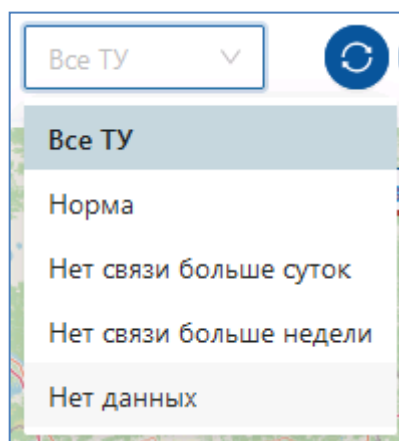 Все ТУ
Все ТУ
Норма
Нет связи больше суток
Нет связи больше недели
Нет данных